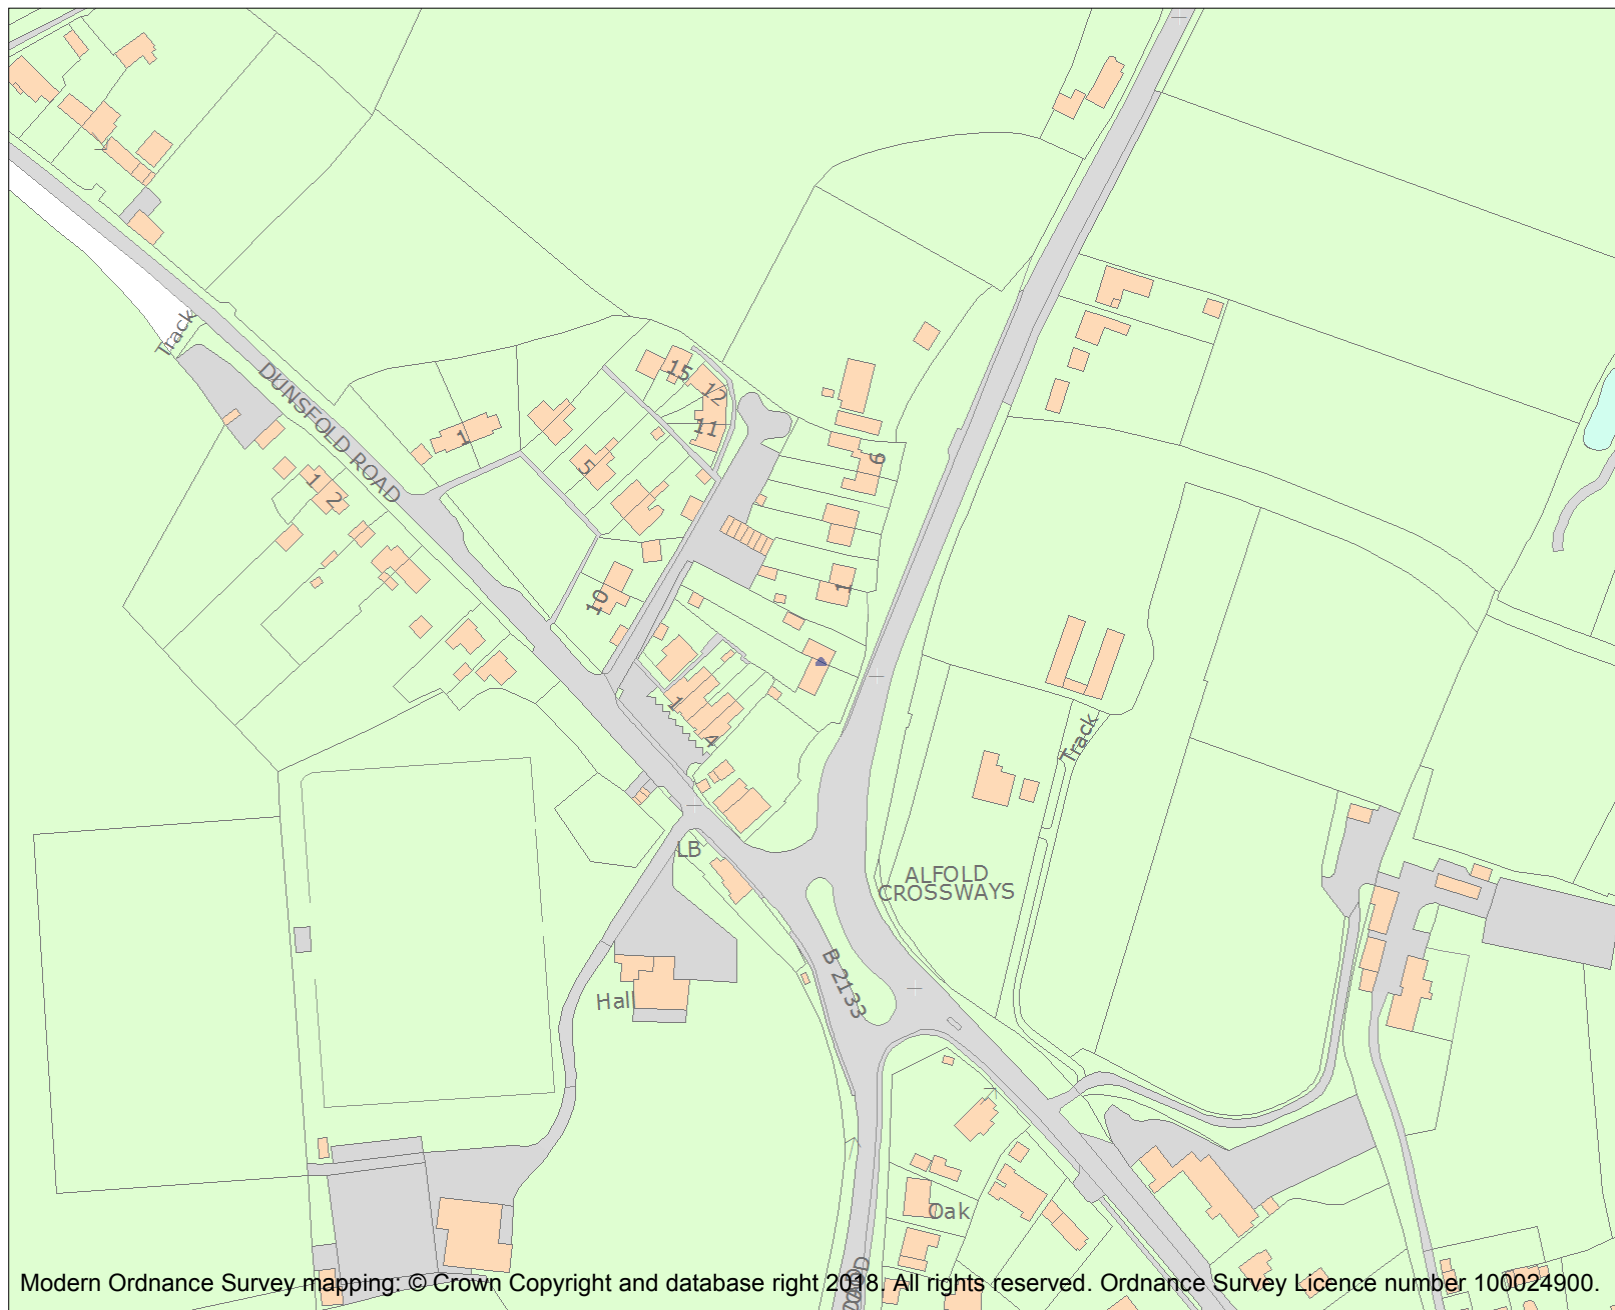 Track
DUNSFOLD ROAD
15
12
11
1
5
6
1
2
10
1
1
4
Track
LB
ALFOLD
CROSSWAYS
B 2133
Hall
Oak
Modern Ordnance Survey mapping: © Crown Copyright and database right 2018. All rights reserved. Ordnance Survey Licence number 100024900.